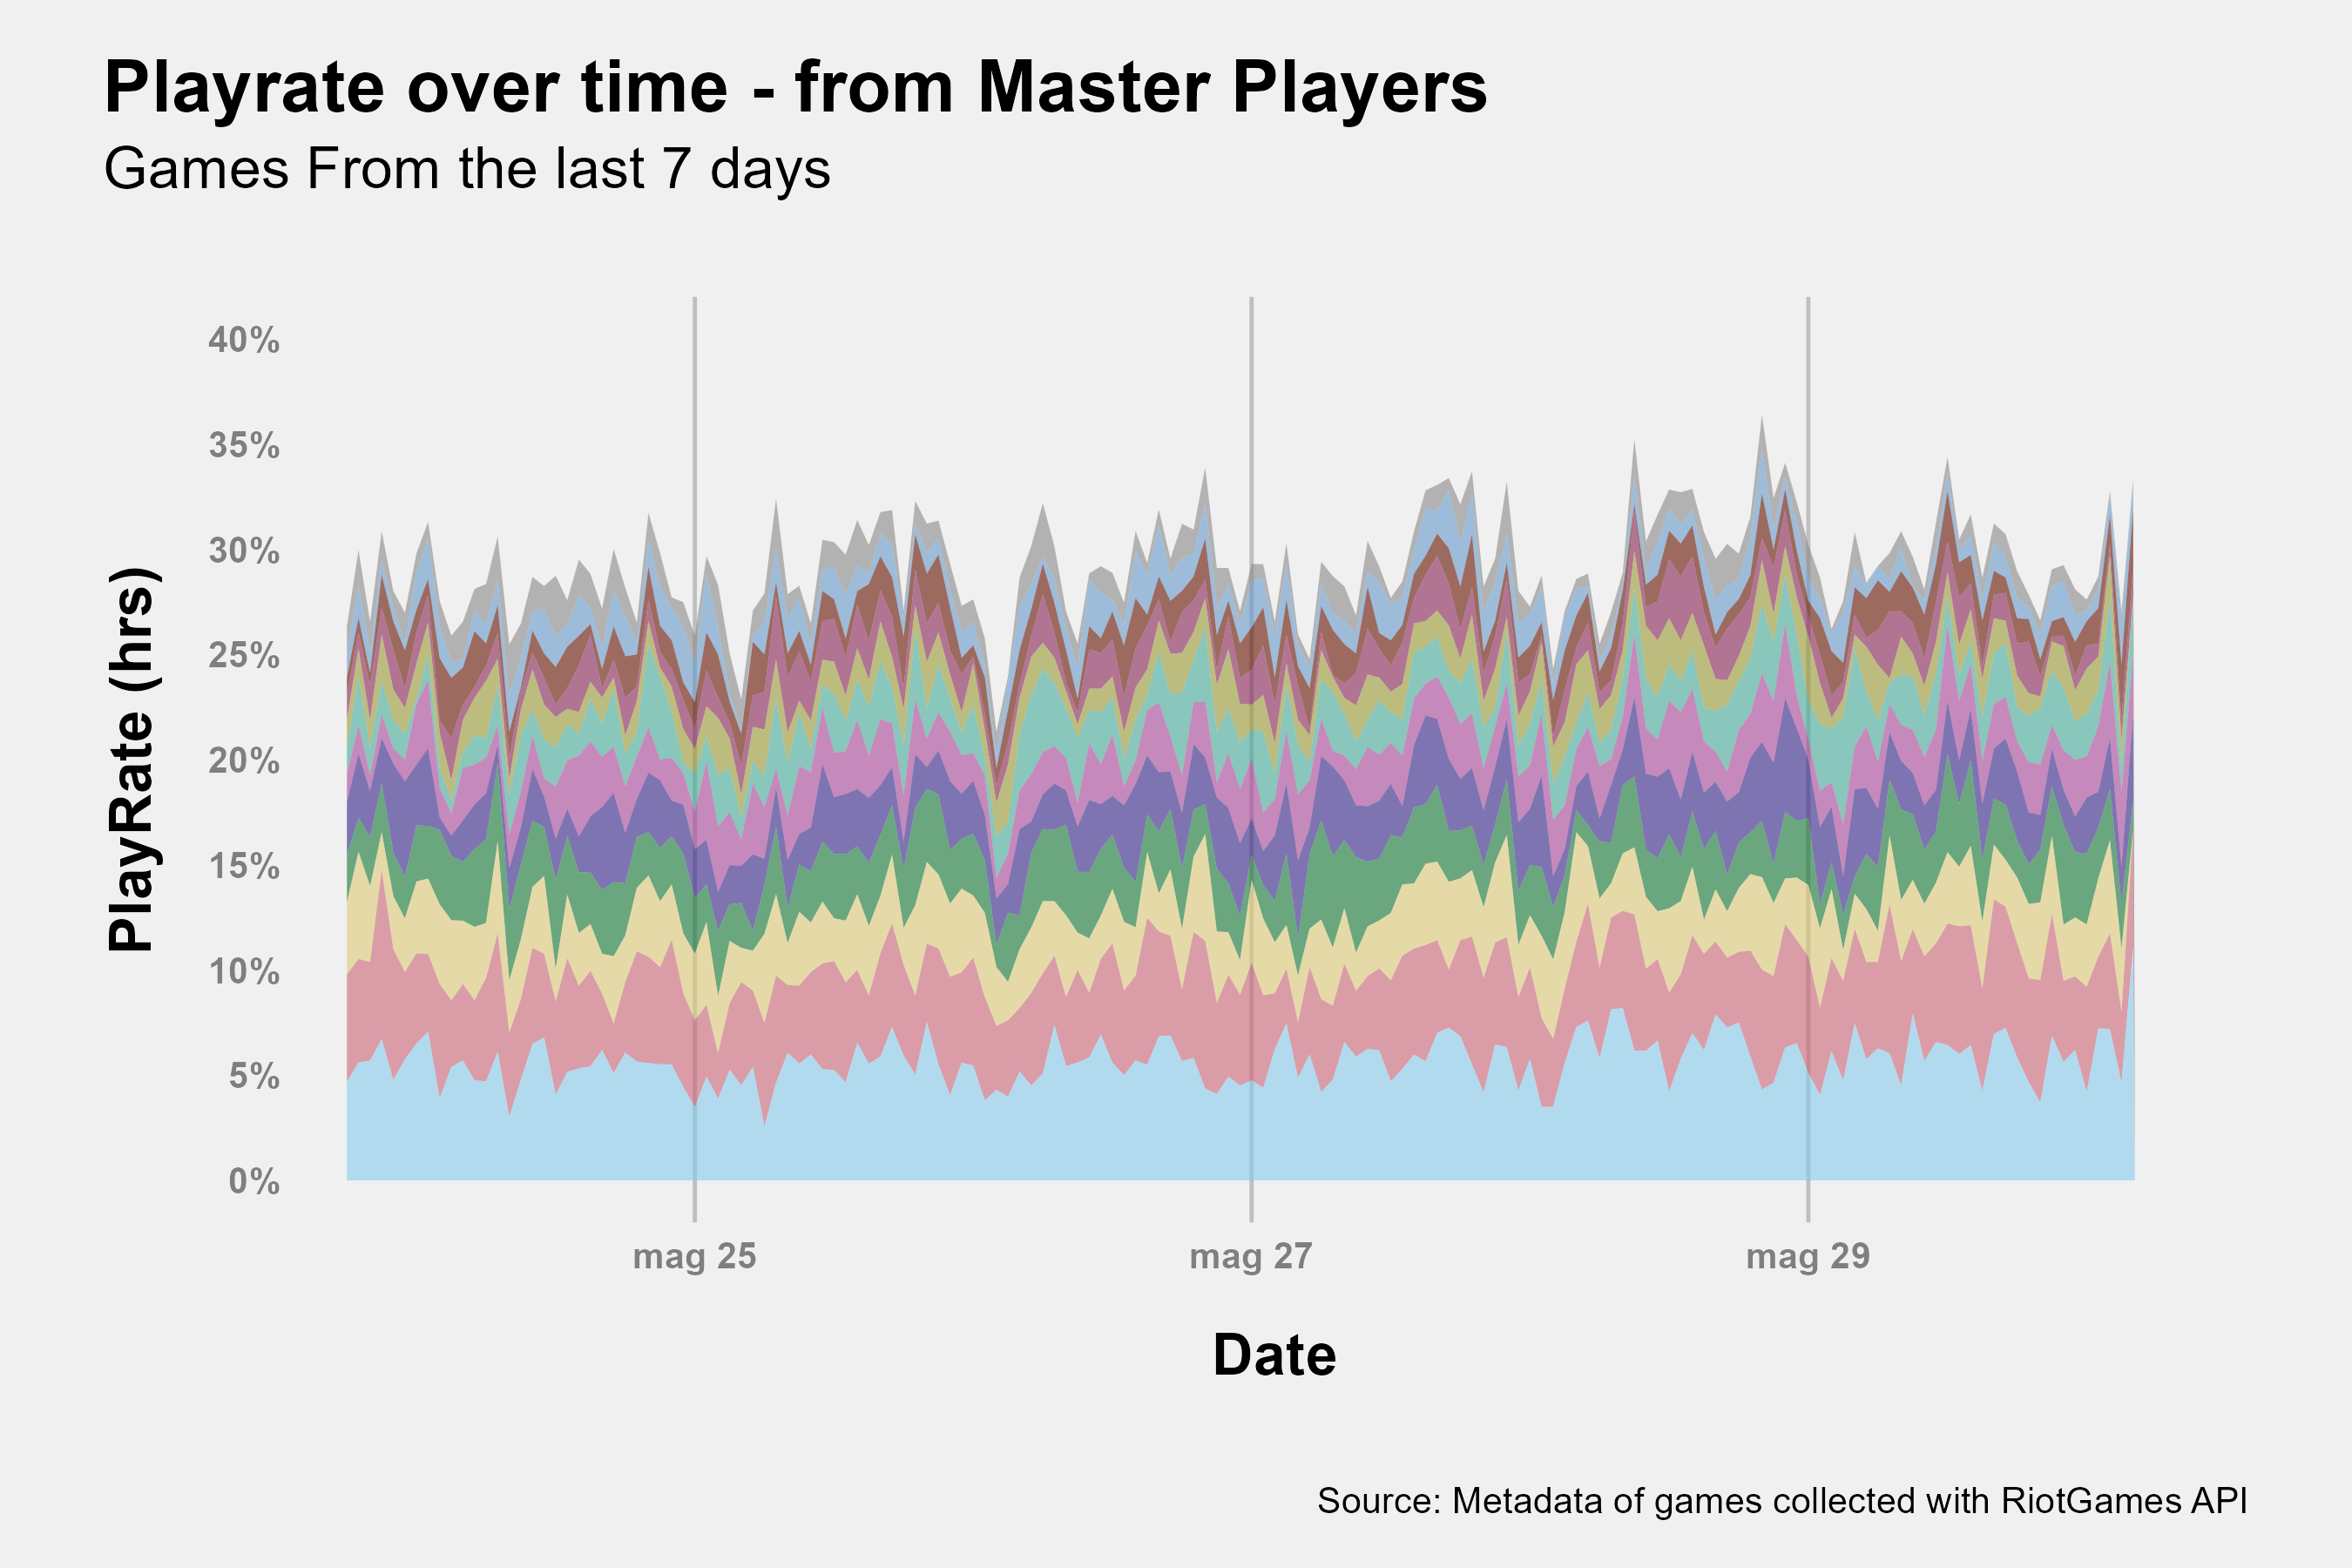 Playrate over time - from Master Players
Games From the last 7 days
PlayRate (hrs)
40%
35%
30%
25%
20%
15%
10%
5%
0%
mag 25
mag 27
mag 29
Date
Source: Metadata of games collected with RiotGames API